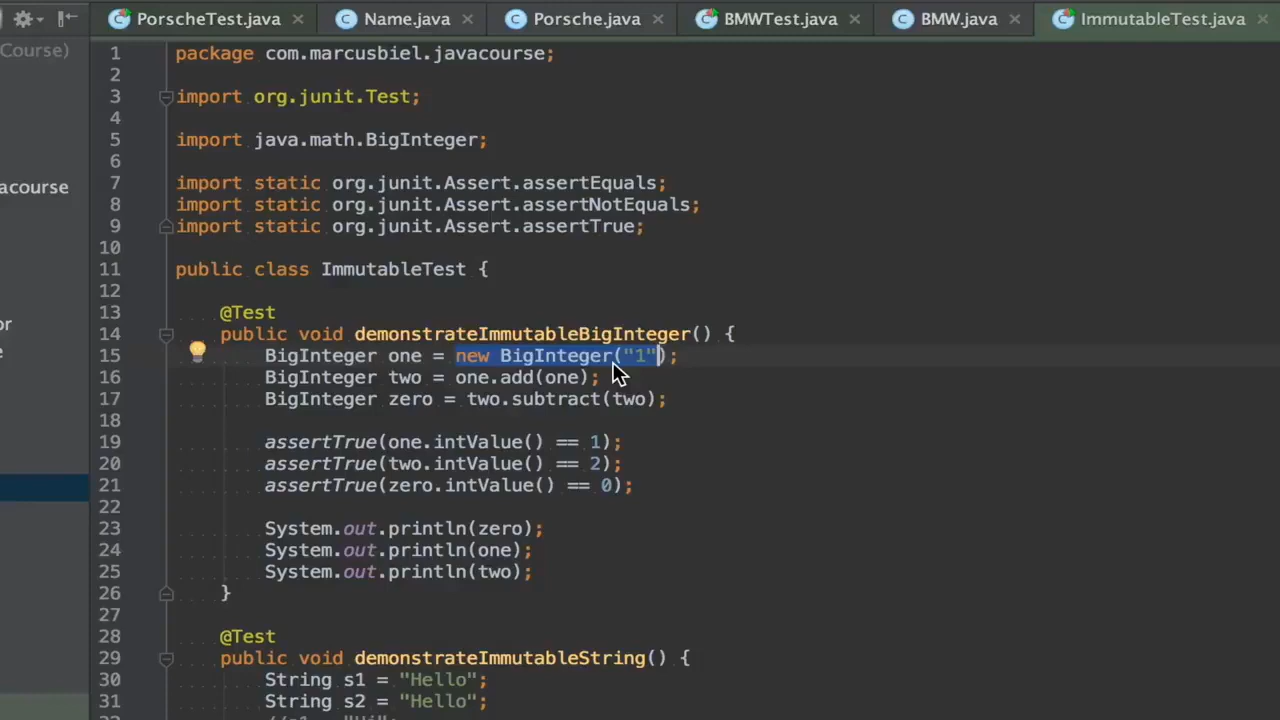 PorscheTest.java × Name.java × Porsche.java × BMWTest.java × BMW.java × ImmutableTest.java ×
Course)
acourse
or
e
1 package com.marcusbiel.javacourse;
2
3 import org.junit.Test;
4
5 import java.math.BigInteger;
6
7 import static org.junit.Assert.assertEquals;
8 import static org.junit.Assert.assertNotEquals;
9 import static org.junit.Assert.assertTrue;
10
11 public class ImmutableTest {
12
13 @Test
14 public void demonstrateImmutableBigInteger() {
15 BigInteger one = new BigInteger("1");
16 BigInteger two = one.add(one);
17 BigInteger zero = two.subtract(two);
18
19 assertTrue(one.intValue() == 1);
20 assertTrue(two.intValue() == 2);
21 assertTrue(zero.intValue() == 0);
22
23 System.out.println(zero);
24 System.out.println(one);
25 System.out.println(two);
26 }
27
28 @Test
29 public void demonstrateImmutableString() {
30 String s1 = "Hello";
31 String s2 = "Hello";